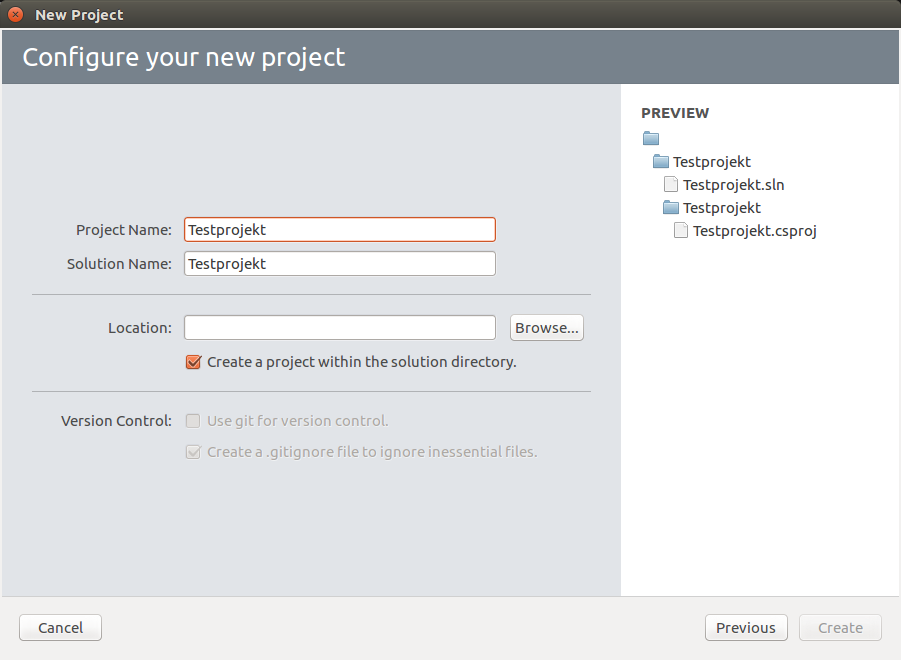 New Project
Configure your new project
Project Name: Testprojekt
Solution Name: Testprojekt
Location: Browse...
Create a project within the solution directory.
Version Control: Use git for version control.
Create a .gitignore file to ignore inessential files.
PREVIEW
Testprojekt
Testprojekt.sln
Testprojekt
Testprojekt.csproj
Cancel Previous Create